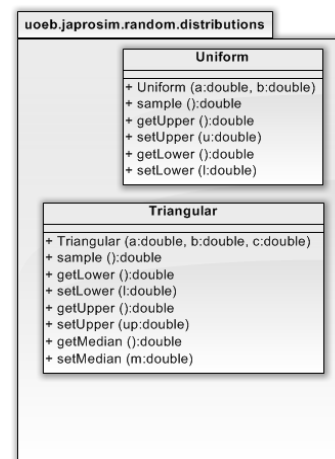 uoeb.japrosim.random.distributions
Uniform
+ Uniform (a:double, b:double)
+ sample ():double
+ getUpper ():double
+ setUpper (u:double)
+ getLower ():double
+ setLower (l:double)
Triangular
+ Triangular (a:double, b:double, c:double)
+ sample ():double
+ getLower ():double
+ setLower (l:double)
+ getUpper ():double
+ setUpper (up:double)
+ getMedian ():double
+ setMedian (m:double)